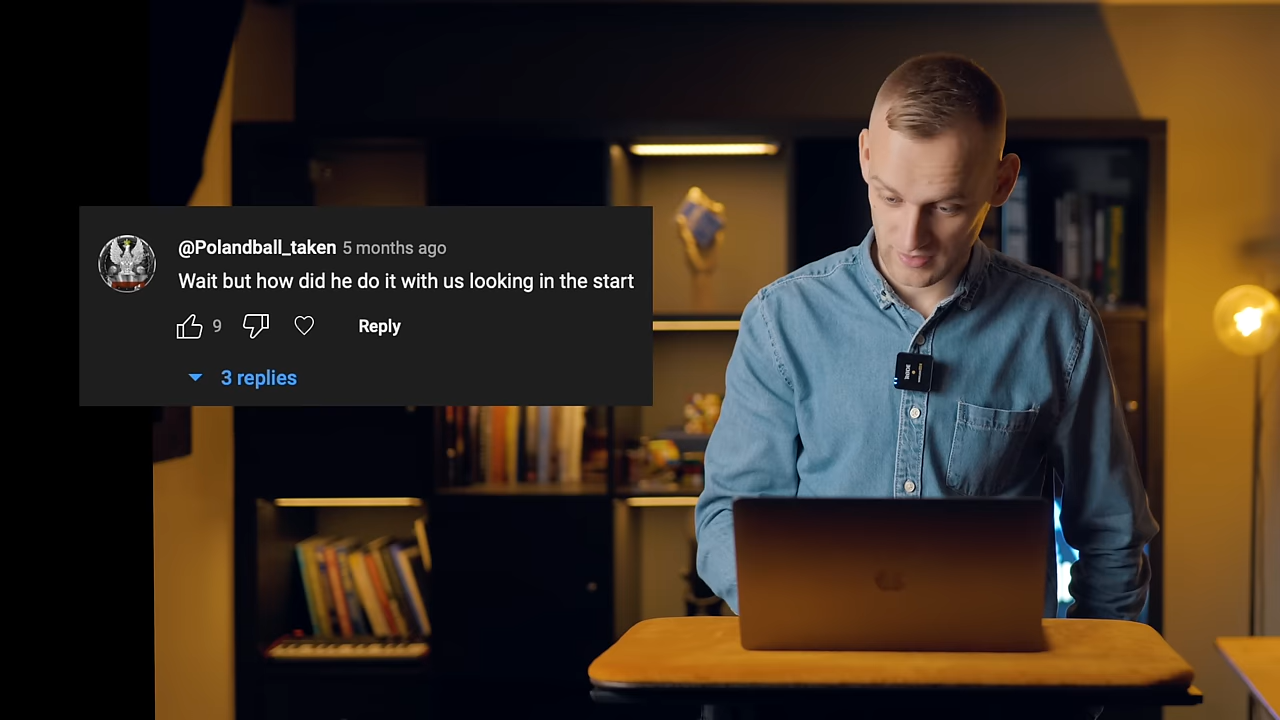 @Polandball_taken 5 months ago
Wait but how did he do it with us looking in the start
9
Reply
3 replies
RØDE